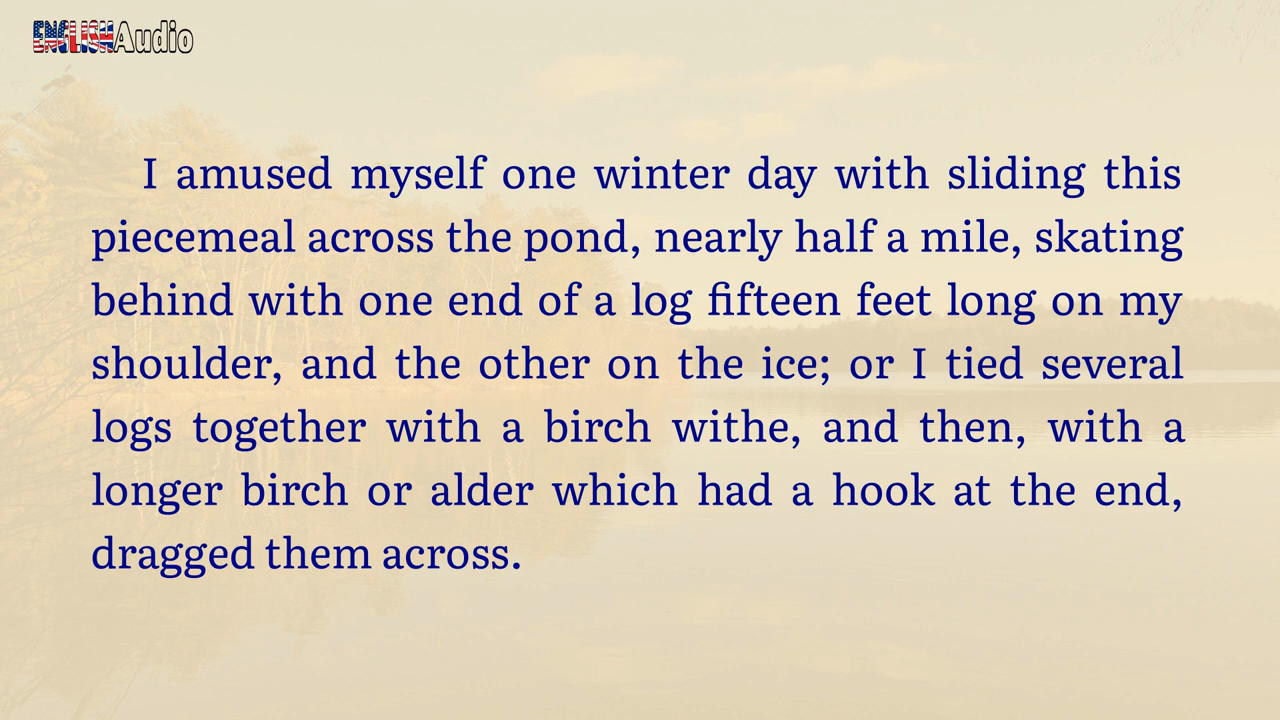 ENGLISHAudio
I amused myself one winter day with sliding this
piecemeal across the pond, nearly half a mile, skating
behind with one end of a log fifteen feet long on my
shoulder, and the other on the ice; or I tied several
logs together with a birch withe, and then, with a
longer birch or alder which had a hook at the end,
dragged them across.